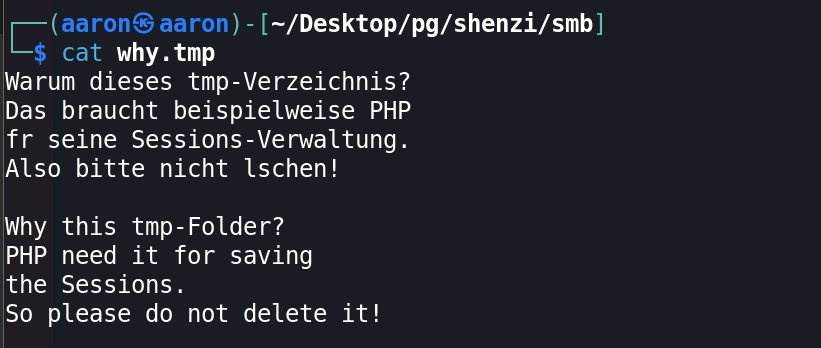 ┌──(aaron㉿aaron)-[~/Desktop/pg/shenzi/smb]
└─$ cat why.tmp
Warum dieses tmp-Verzeichnis?
Das braucht beispielweise PHP
fr seine Sessions-Verwaltung.
Also bitte nicht lschen!

Why this tmp-Folder?
PHP need it for saving
the Sessions.
So please do not delete it!